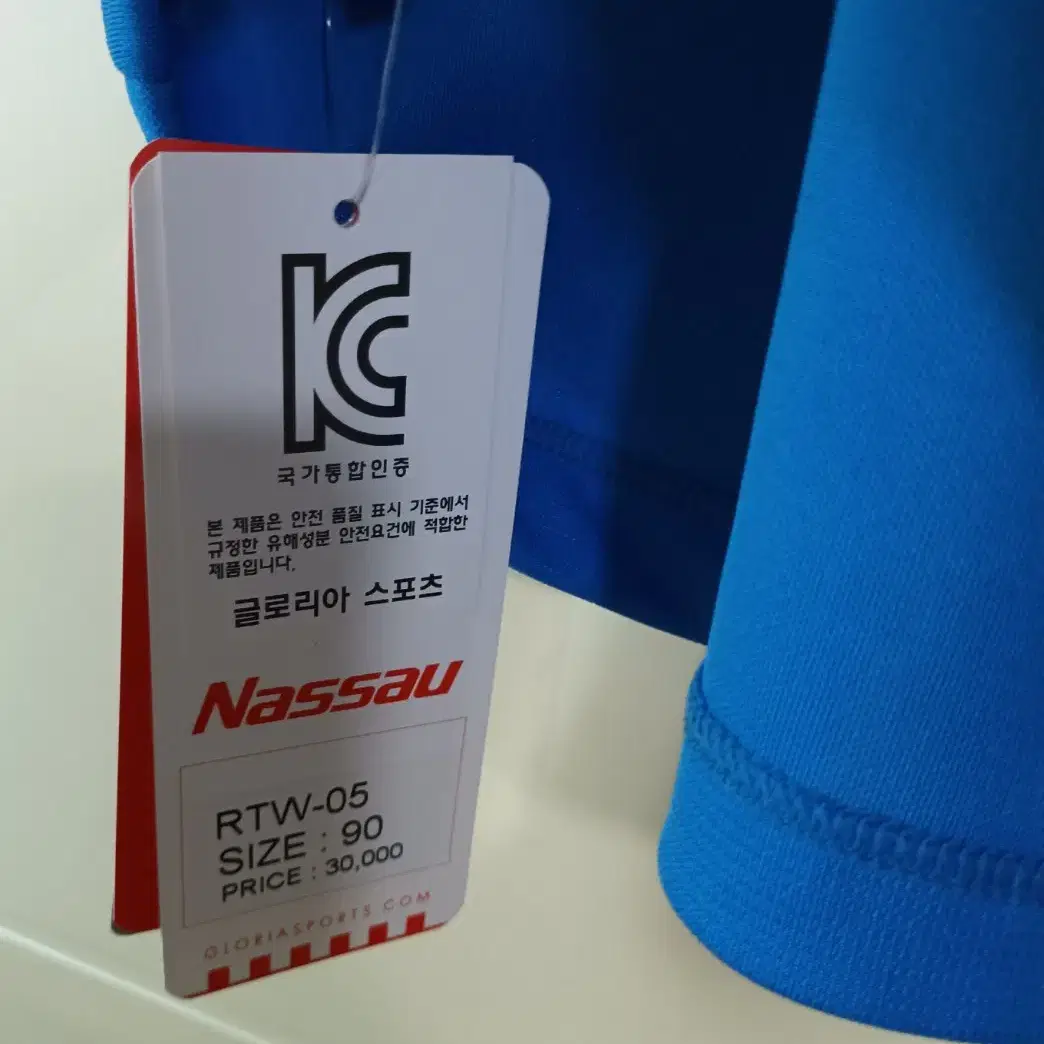 KC
국가통합인증
본 제품은 안전 품질 표시 기준에서
규정한 유해성분 안전요건에 적합한
제품입니다.
글로리아 스포츠
Nassau
RTW-05
SIZE : 90
PRICE : 30,000
GLORIASPORTS.COM